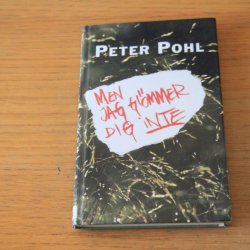 PETER POHL
MEN
JAG GLÖMMER
DIG INTE